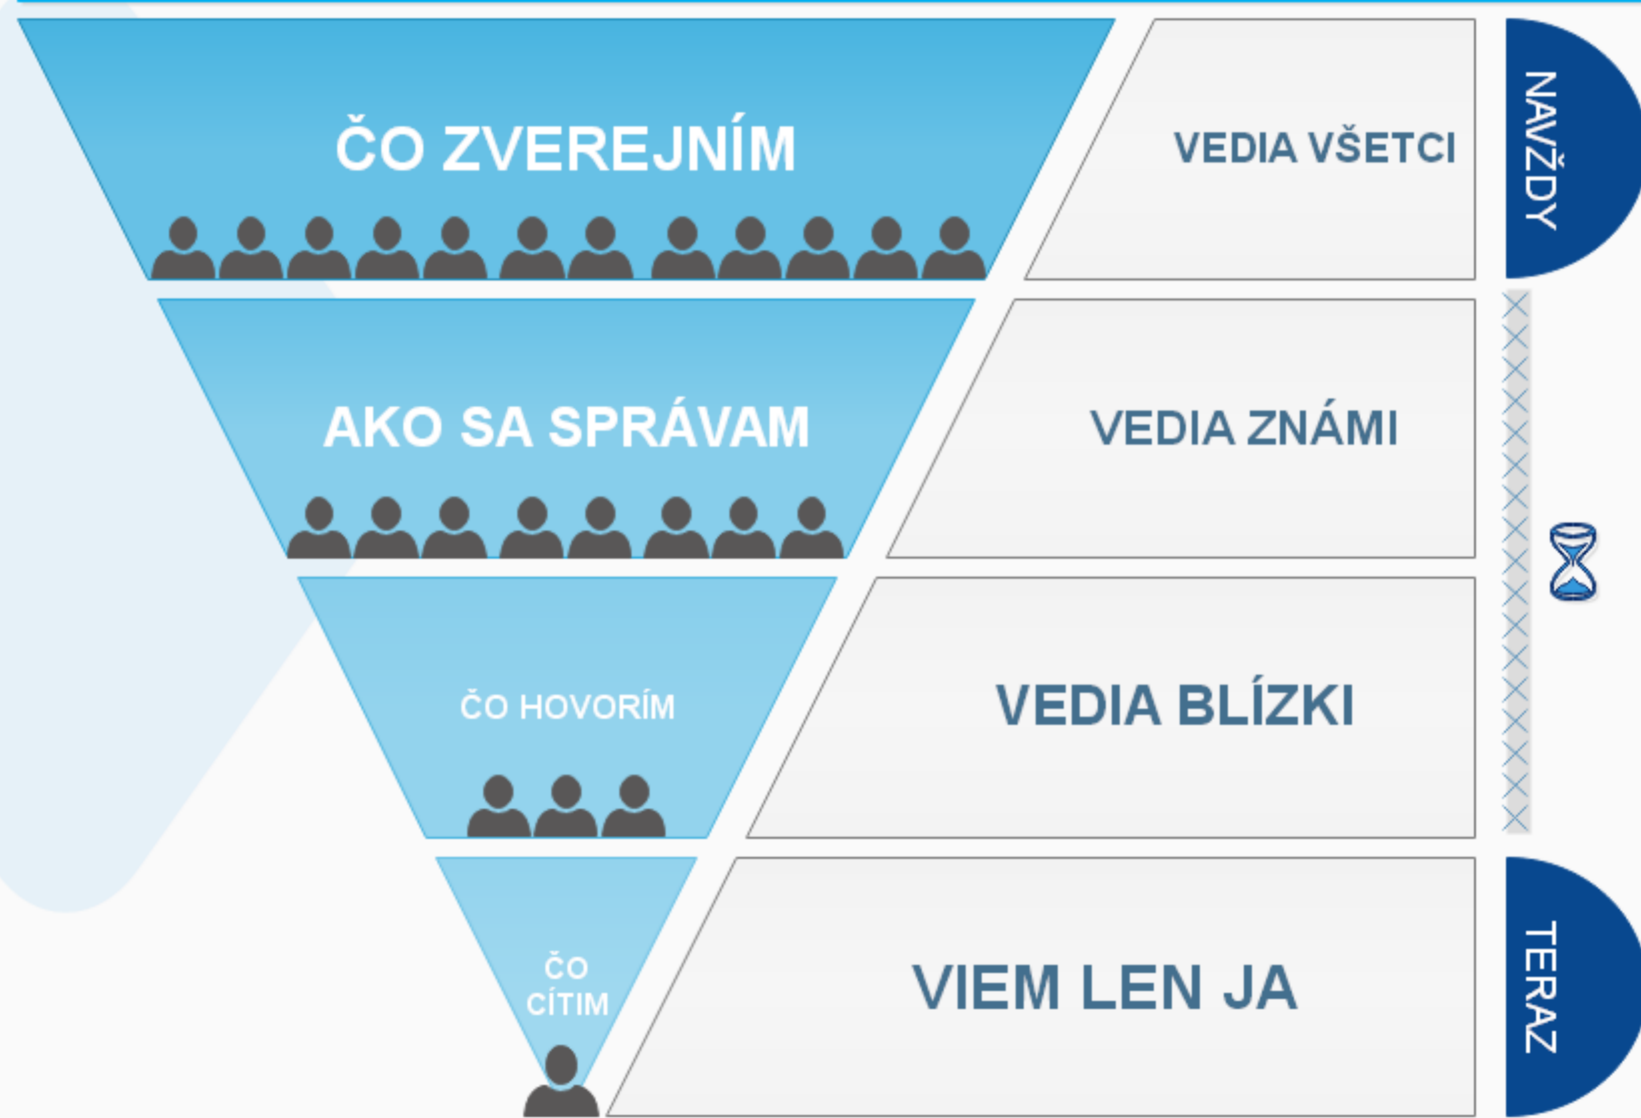 ČO ZVEREJNÍM
VEDIA VŠETCI
NAVŽDY
AKO SA SPRÁVAM
VEDIA ZNÁMI
ČO HOVORÍM
VEDIA BLÍZKI
ČO
CÍTIM
VIEM LEN JA
TERAZ